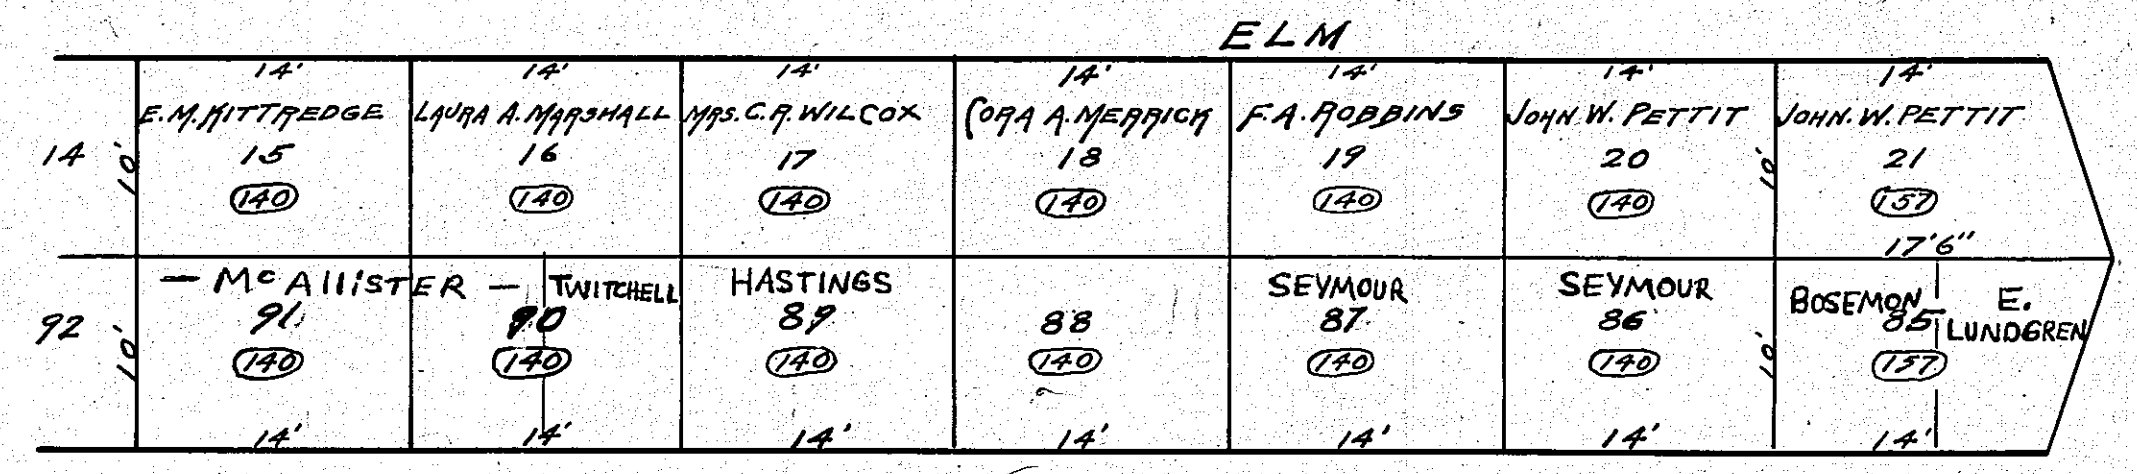 ELM
14' 14' 14' 14' 14' 14' 14'
E.M. KITTREDGE LAURA A. MARSHALL MRS. C.R. WILCOX CORA A. MERRICK F.A. ROBBINS JOHN W. PETTIT JOHN. W. PETTIT
14 10' 15 16 17 18 19 20 10' 21
140 140 140 140 140 140 157
17'6"
— McALLISTER — TWITCHELL HASTINGS SEYMOUR SEYMOUR BOSEMON E. LUNDGREN
92 10' 91 90 89 88 87 86 10' 85
140 140 140 140 140 140 157
14' 14' 14' 14' 14' 14' 14'